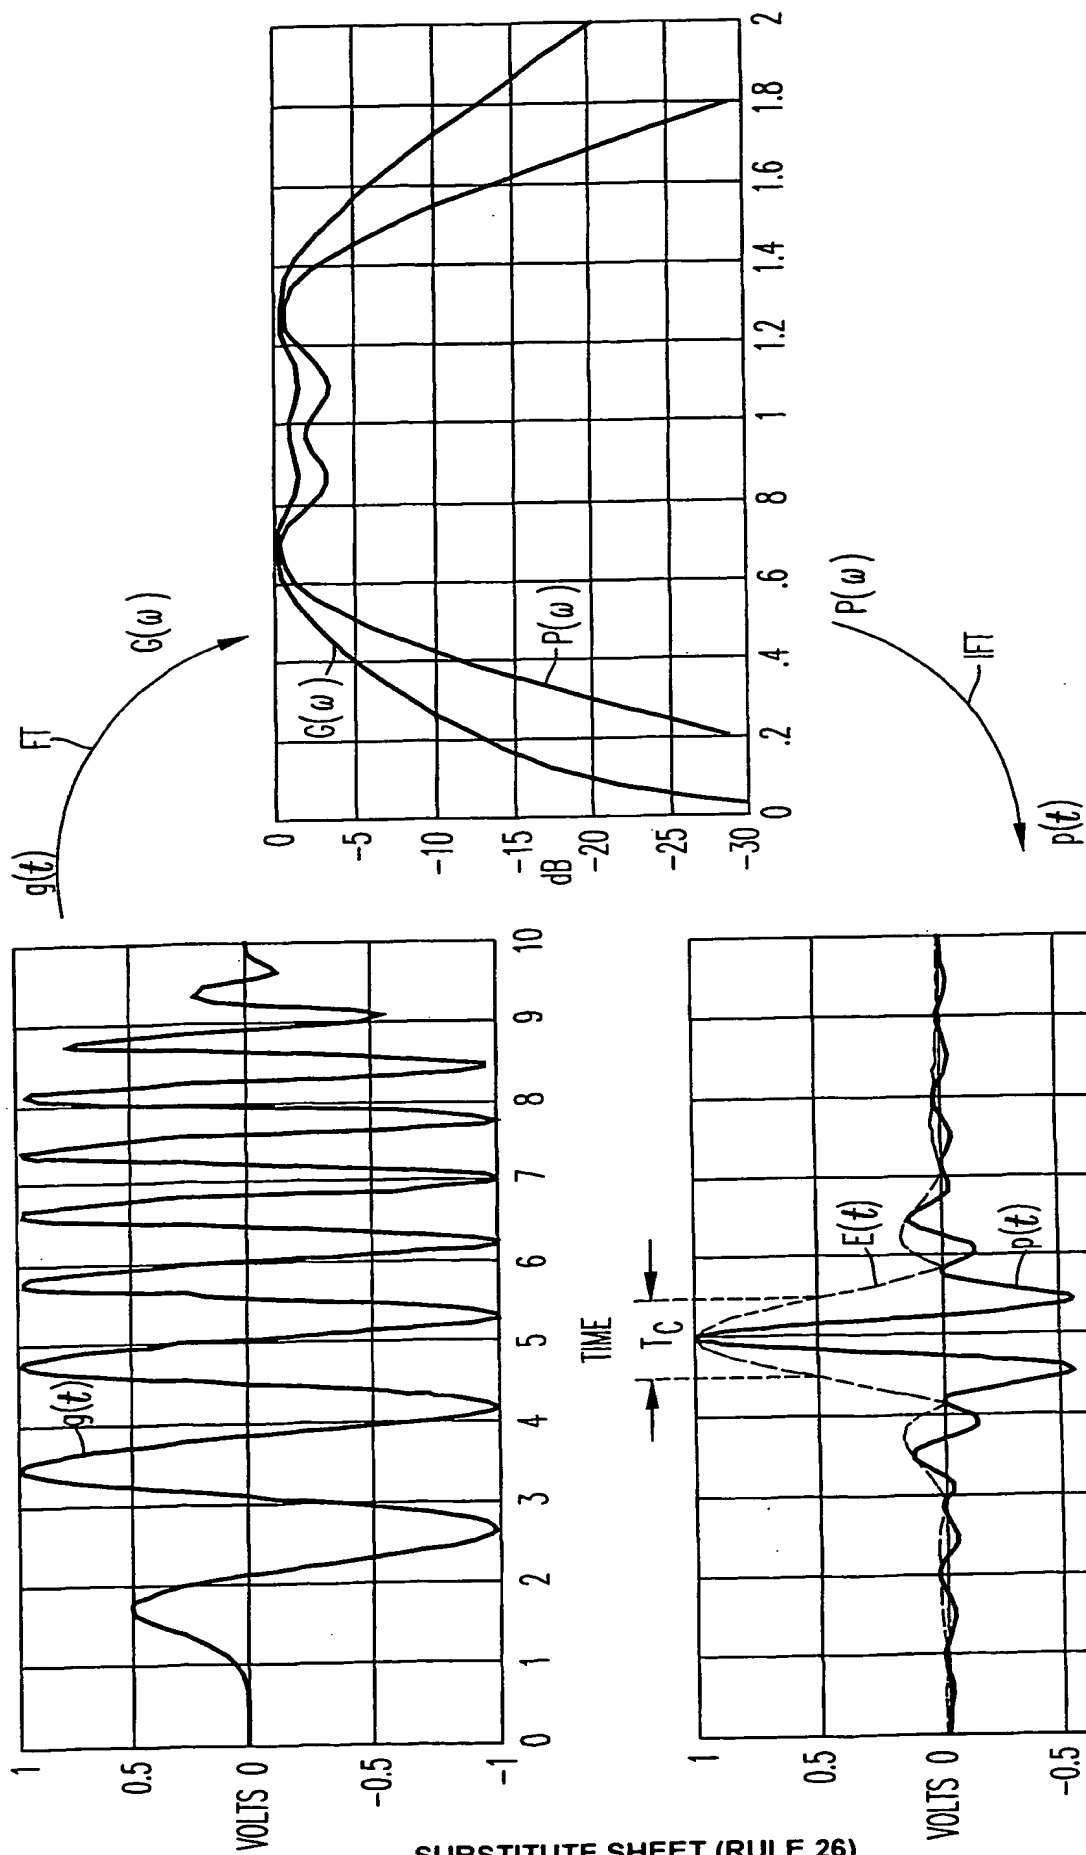 g(t)
FT
G(ω)
1
0.5
VOLTS 0
-0.5
-1
g(t)
0
1
2
3
4
5
6
7
8
9
10
TIME
0
-5
-10
-15
dB
-20
-25
-30
G(ω)
P(ω)
0
.2
.4
.6
.8
1
1.2
1.4
1.6
1.8
2
P(ω)
IFT
p(t)
1
0.5
VOLTS 0
-0.5
TC
E(t)
p(t)
SUBSTITUTE SHEET (RULE 26)